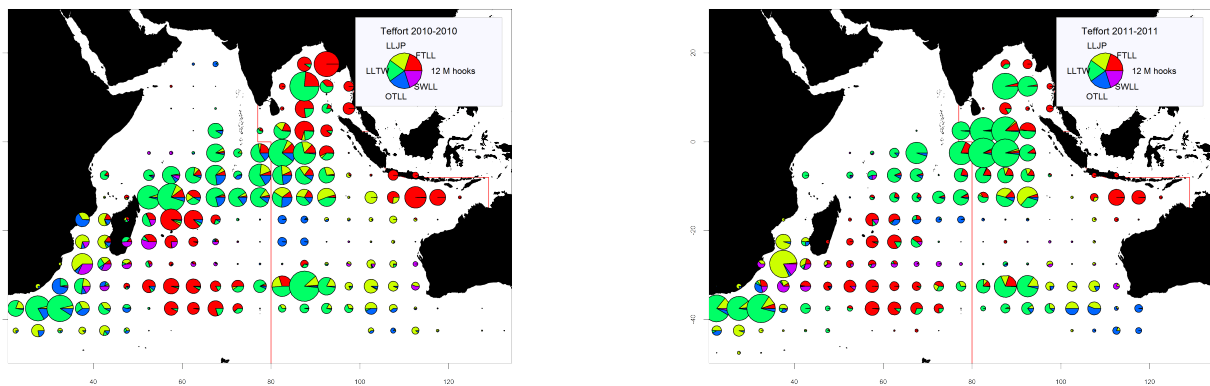 Teffort 2010-2010
LLJP
FTLL
LLTW
12 M hooks
SWLL
OTLL
40
60
80
100
120
Teffort 2011-2011
LLJP
FTLL
LLTW
12 M hooks
SWLL
OTLL
20
0
-20
-40
40
60
80
100
120